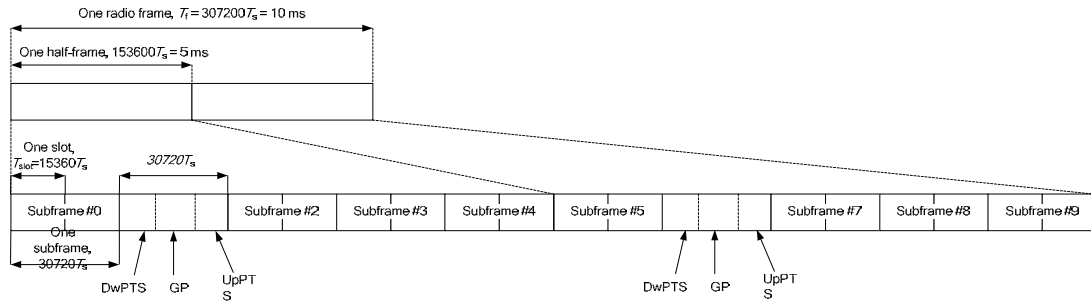 One radio frame, Tf = 307200Ts = 10 ms
One half-frame, 153600Ts = 5 ms
One slot,
Tslot=15360Ts
30720Ts
Subframe #0
Subframe #2
Subframe #3
Subframe #4
Subframe #5
Subframe #7
Subframe #8
Subframe #9
One
subframe,
30720Ts
DwPTS
GP
UpPT
S
DwPTS
GP
UpPT
S